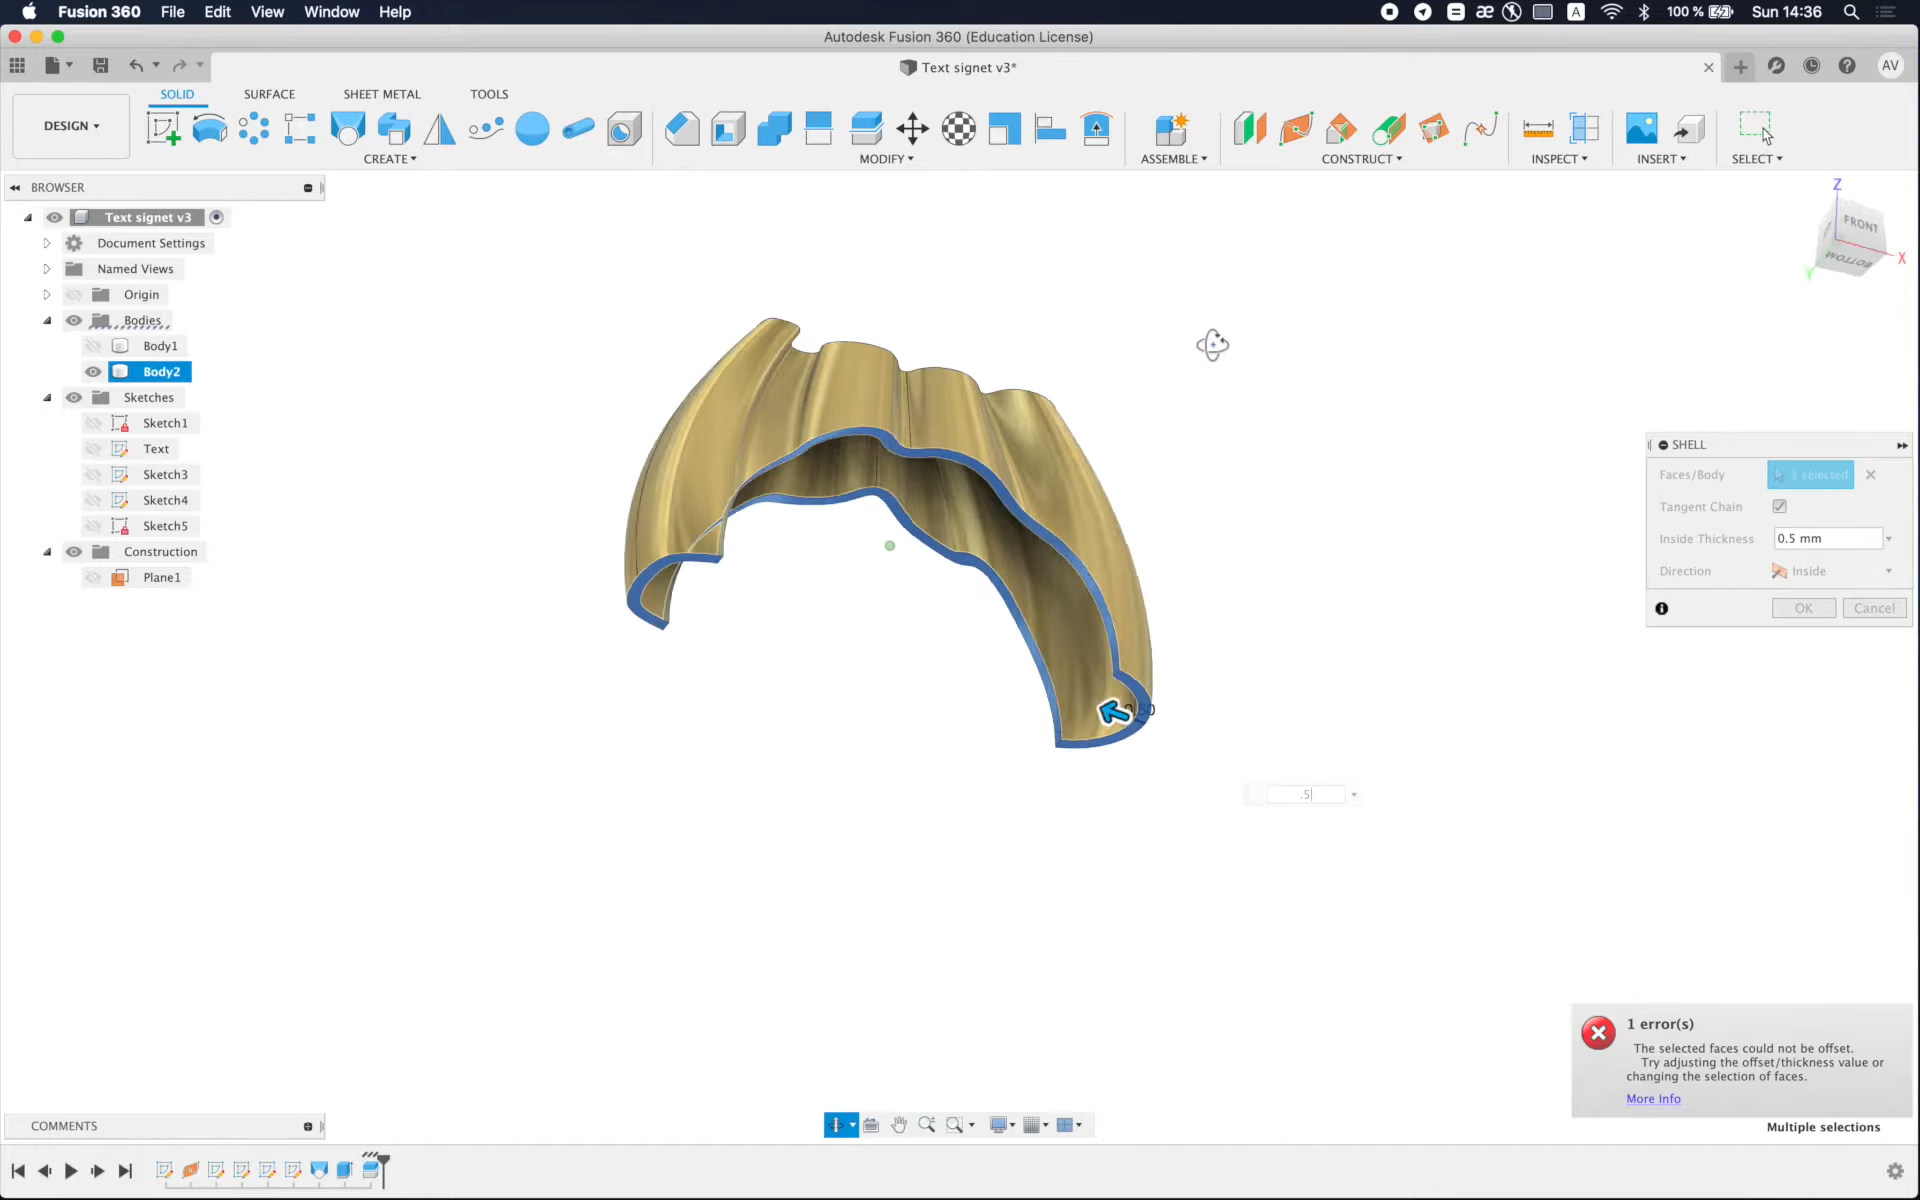 Fusion 360 File Edit View Window Help
A 100 % Sun 14:36
Autodesk Fusion 360 (Education License)
Text signet v3*
AV
SOLID SURFACE SHEET METAL TOOLS
DESIGN
CREATE MODIFY ASSEMBLE CONSTRUCT INSPECT INSERT SELECT
BROWSER
Text signet v3
Document Settings
Named Views
Origin
Bodies
Body1
Body2
Sketches
Sketch1
Text
Sketch3
Sketch4
Sketch5
Construction
Plane1
Z
FRONT
X
BOTTOM
Y
SHELL
Faces/Body 3 selected
Tangent Chain
Inside Thickness 0.5 mm
Direction Inside
OK Cancel
.5
1 error(s)
The selected faces could not be offset.
Try adjusting the offset/thickness value or
changing the selection of faces.
More Info
COMMENTS
Multiple selections